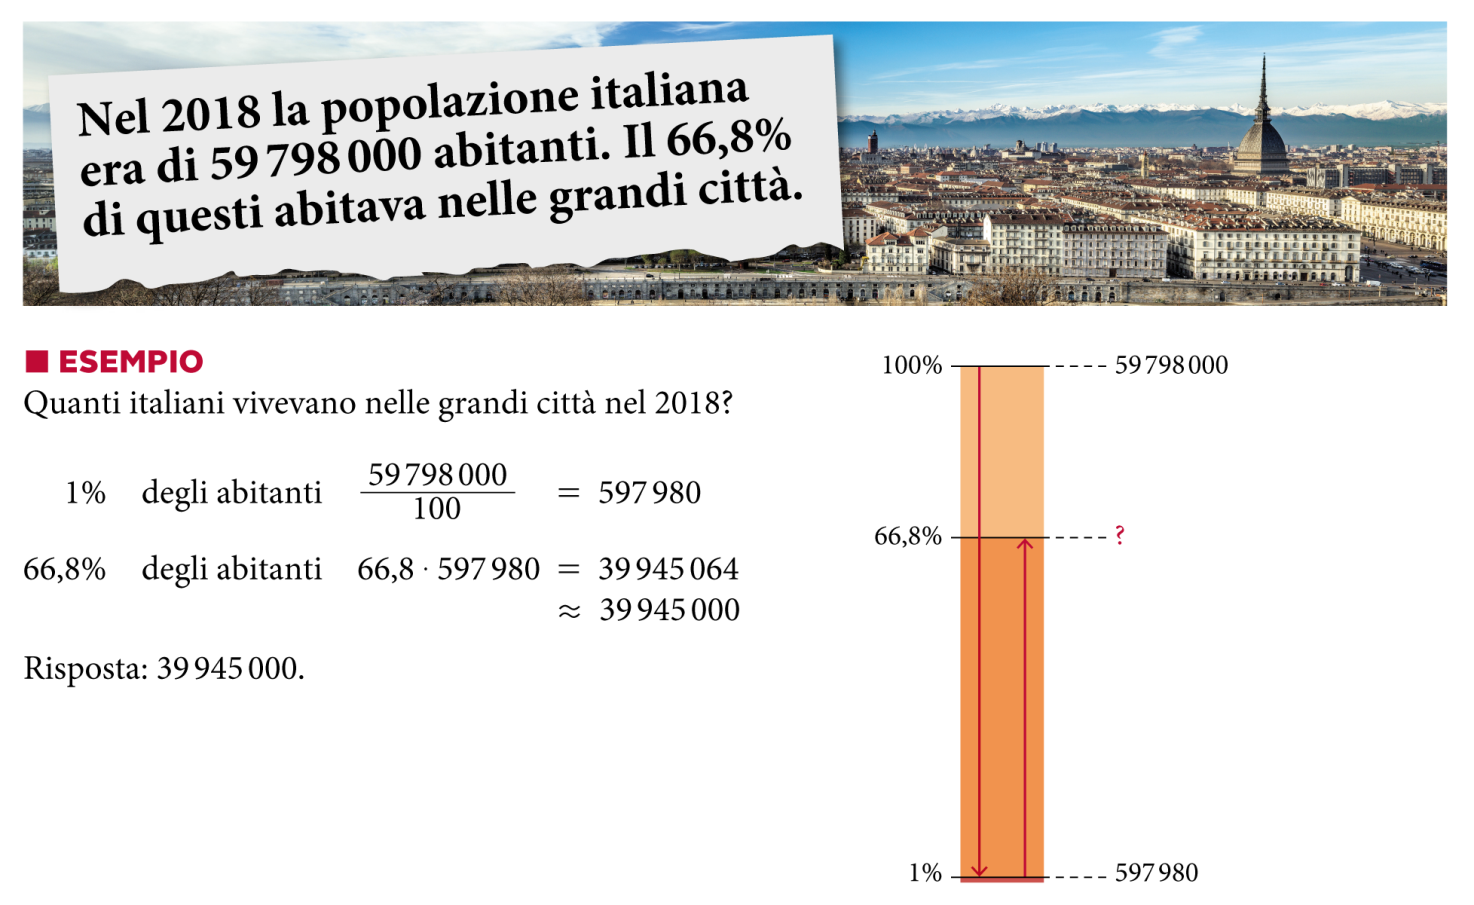 Nel 2018 la popolazione italiana
era di 59 798 000 abitanti. Il 66,8%
di questi abitava nelle grandi città.
ESEMPIO
Quanti italiani vivevano nelle grandi città nel 2018?
1% degli abitanti 59 798 000 / 100 = 597 980
66,8% degli abitanti 66,8 · 597 980 = 39 945 064
≈ 39 945 000
Risposta: 39 945 000.
100% 59 798 000
66,8% ?
1% 597 980